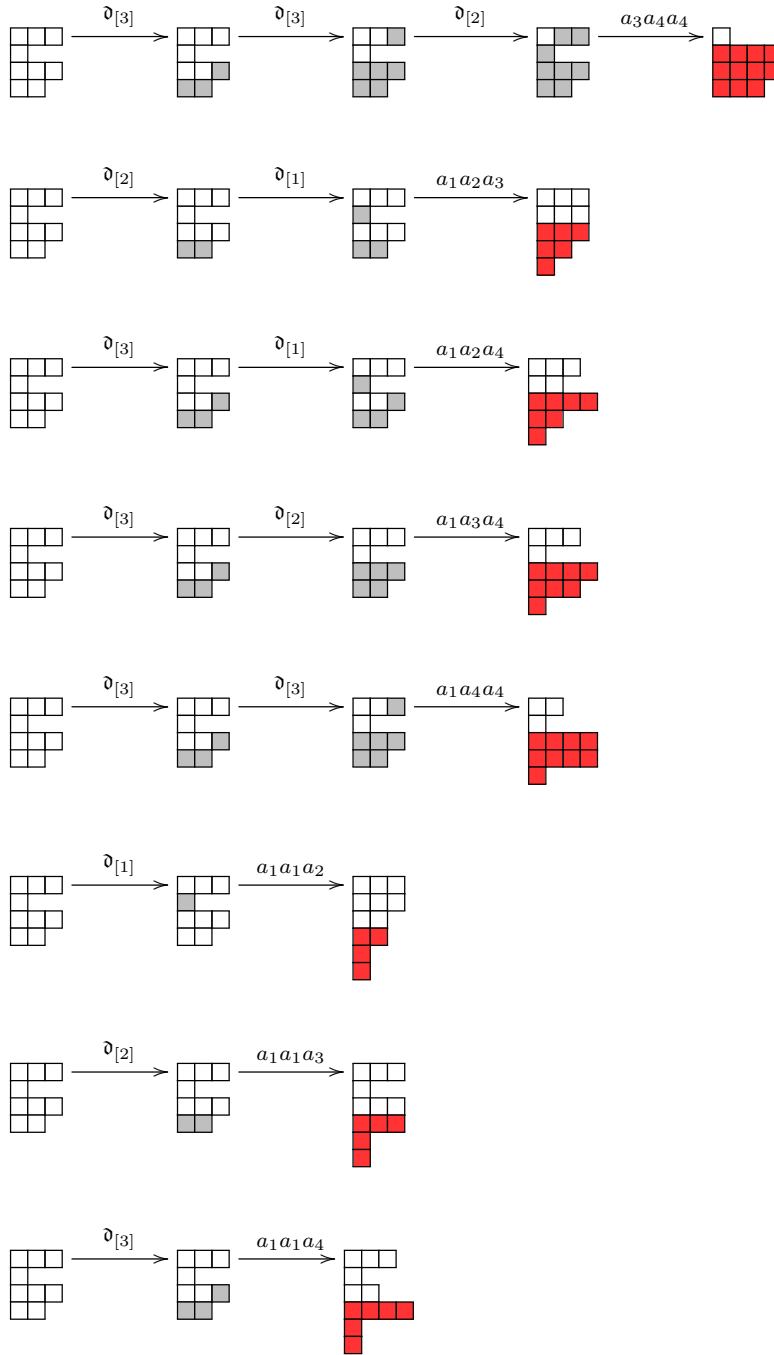 𝔡[3] 𝔡[3] 𝔡[2] a₃a₄a₄
𝔡[2] 𝔡[1] a₁a₂a₃
𝔡[3] 𝔡[1] a₁a₂a₄
𝔡[3] 𝔡[2] a₁a₃a₄
𝔡[3] 𝔡[3] a₁a₄a₄
𝔡[1] a₁a₁a₂
𝔡[2] a₁a₁a₃
𝔡[3] a₁a₁a₄